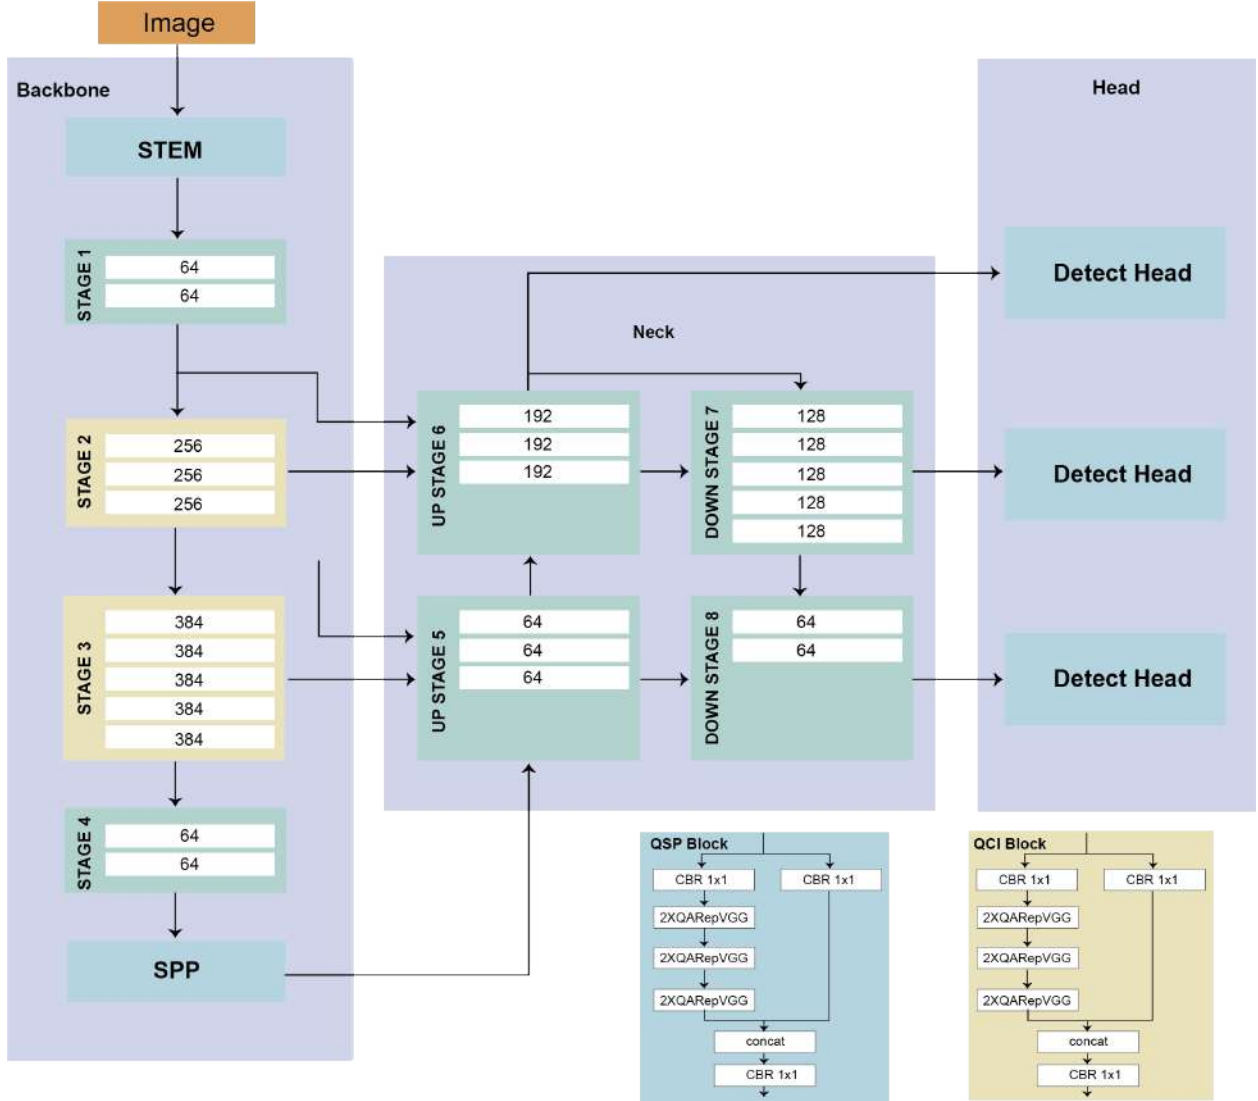 Image
Backbone
STEM
STAGE 1
64
64
STAGE 2
256
256
256
STAGE 3
384
384
384
384
384
STAGE 4
64
64
SPP
Neck
UP STAGE 6
192
192
192
DOWN STAGE 7
128
128
128
128
128
UP STAGE 5
64
64
64
DOWN STAGE 8
64
64
Head
Detect Head
Detect Head
Detect Head
QSP Block
CBR 1x1
CBR 1x1
2XQARepVGG
2XQARepVGG
2XQARepVGG
concat
CBR 1x1
QCI Block
CBR 1x1
CBR 1x1
2XQARepVGG
2XQARepVGG
2XQARepVGG
concat
CBR 1x1